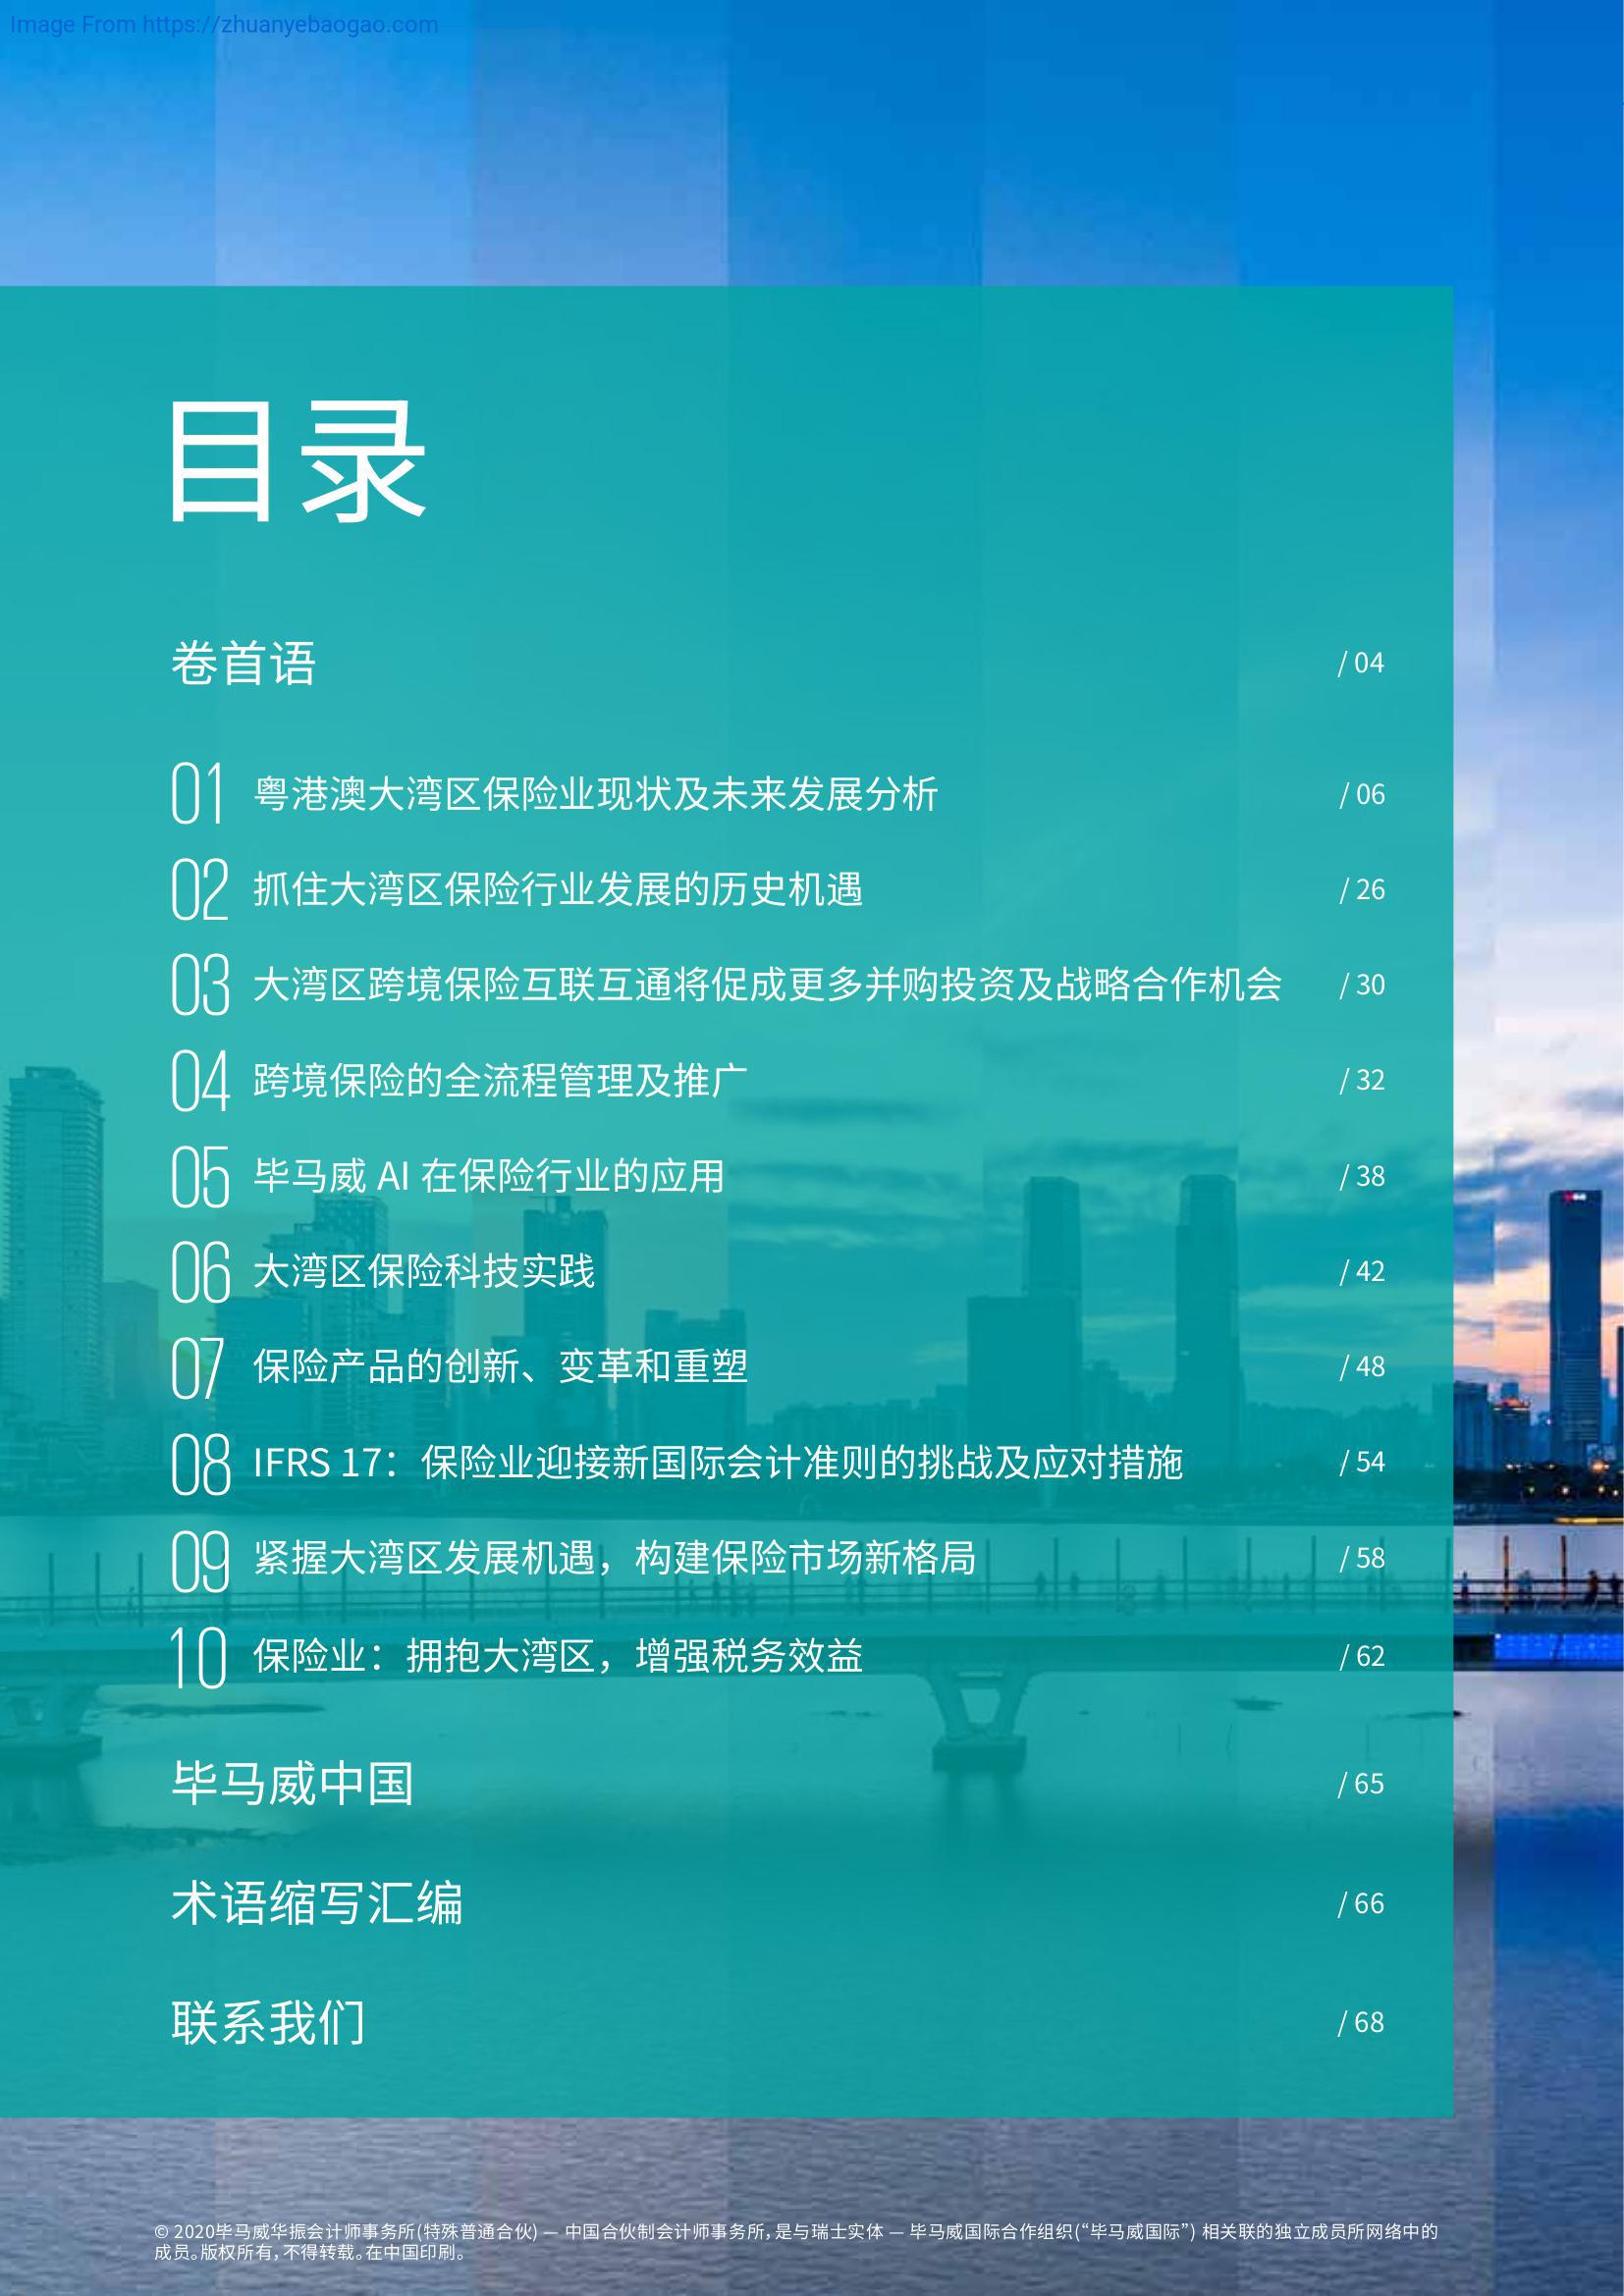 Image From https://zhuanyebaogao.com
目录
卷首语 / 04
01 粤港澳大湾区保险业现状及未来发展分析 / 06
02 抓住大湾区保险行业发展的历史机遇 / 26
03 大湾区跨境保险互联互通将促成更多并购投资及战略合作机会 / 30
04 跨境保险的全流程管理及推广 / 32
05 毕马威 AI 在保险行业的应用 / 38
06 大湾区保险科技实践 / 42
07 保险产品的创新、变革和重塑 / 48
08 IFRS 17：保险业迎接新国际会计准则的挑战及应对措施 / 54
09 紧握大湾区发展机遇，构建保险市场新格局 / 58
10 保险业：拥抱大湾区，增强税务效益 / 62
毕马威中国 / 65
术语缩写汇编 / 66
联系我们 / 68
© 2020毕马威华振会计师事务所(特殊普通合伙) — 中国合伙制会计师事务所，是与瑞士实体 — 毕马威国际合作组织(“毕马威国际”) 相关联的独立成员所网络中的
成员。版权所有，不得转载。在中国印刷。